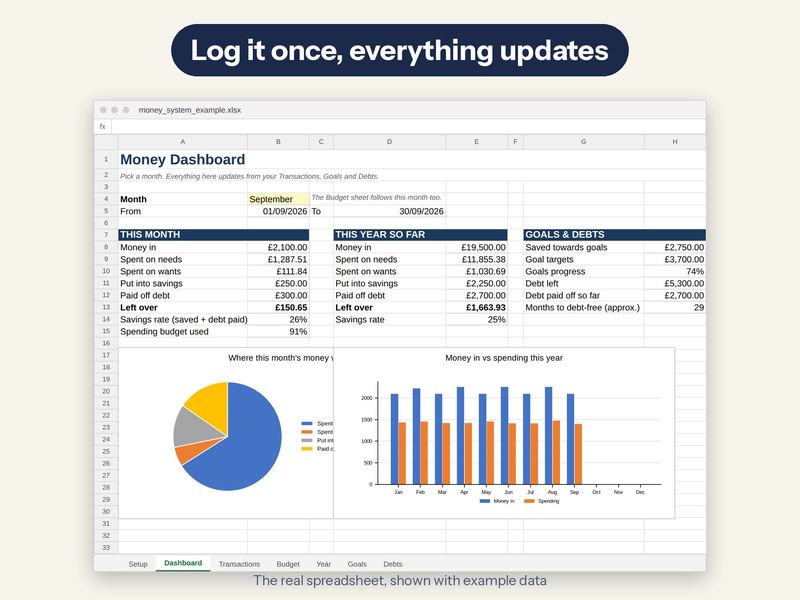 Log it once, everything updates
money_system_example.xlsx
fx
A B C D E F G H
1 Money Dashboard
2 Pick a month. Everything here updates from your Transactions, Goals and Debts.
3
4 Month September The Budget sheet follows this month too.
5 From 01/09/2026 To 30/09/2026
6
7 THIS MONTH THIS YEAR SO FAR GOALS & DEBTS
8 Money in £2,100.00 Money in £19,500.00 Saved towards goals £2,750.00
9 Spent on needs £1,287.51 Spent on needs £11,855.38 Goal targets £3,700.00
10 Spent on wants £111.84 Spent on wants £1,030.69 Goals progress 74%
11 Put into savings £250.00 Put into savings £2,250.00 Debt left £5,300.00
12 Paid off debt £300.00 Paid off debt £2,700.00 Debt paid off so far £2,700.00
13 Left over £150.65 Left over £1,663.93 Months to debt-free (approx.) 29
14 Savings rate (saved + debt paid) 26% Savings rate 25%
15 Spending budget used 91%
16
17 Where this month's money w Money in vs spending this year
18
19
20
21
22
23
24
25
26
27
28
29
30
31
32
33
Spent
Spent
Put int
Paid c
2000
1500
1000
500
0
Jan Feb Mar Apr May Jun Jul Aug Sep Oct Nov Dec
Money in Spending
Setup Dashboard Transactions Budget Year Goals Debts
The real spreadsheet, shown with example data